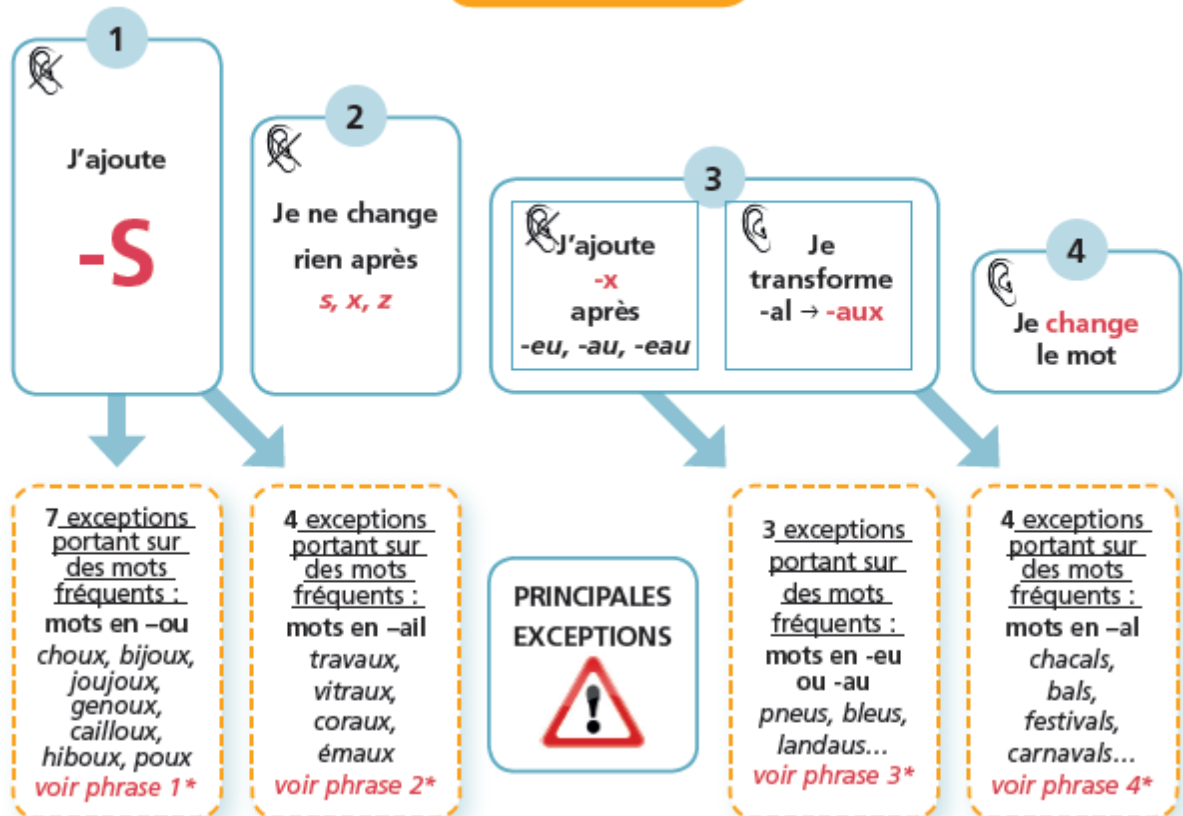 1
J'ajoute
-S
2
Je ne change
rien après
s, x, z
3
J'ajoute
-x
après
-eu, -au, -eau
Je
transforme
-al → -aux
4
Je change
le mot
7 exceptions
portant sur
des mots
fréquents :
mots en –ou
choux, bijoux,
joujoux,
genoux,
cailloux,
hiboux, poux
voir phrase 1*
4 exceptions
portant sur
des mots
fréquents :
mots en –ail
travaux,
vitraux,
coraux,
émaux
voir phrase 2*
PRINCIPALES
EXCEPTIONS
!
3 exceptions
portant sur
des mots
fréquents :
mots en -eu
ou -au
pneus, bleus,
landaus...
voir phrase 3*
4 exceptions
portant sur
des mots
fréquents :
mots en –al
chacals,
bals,
festivals,
carnavals...
voir phrase 4*